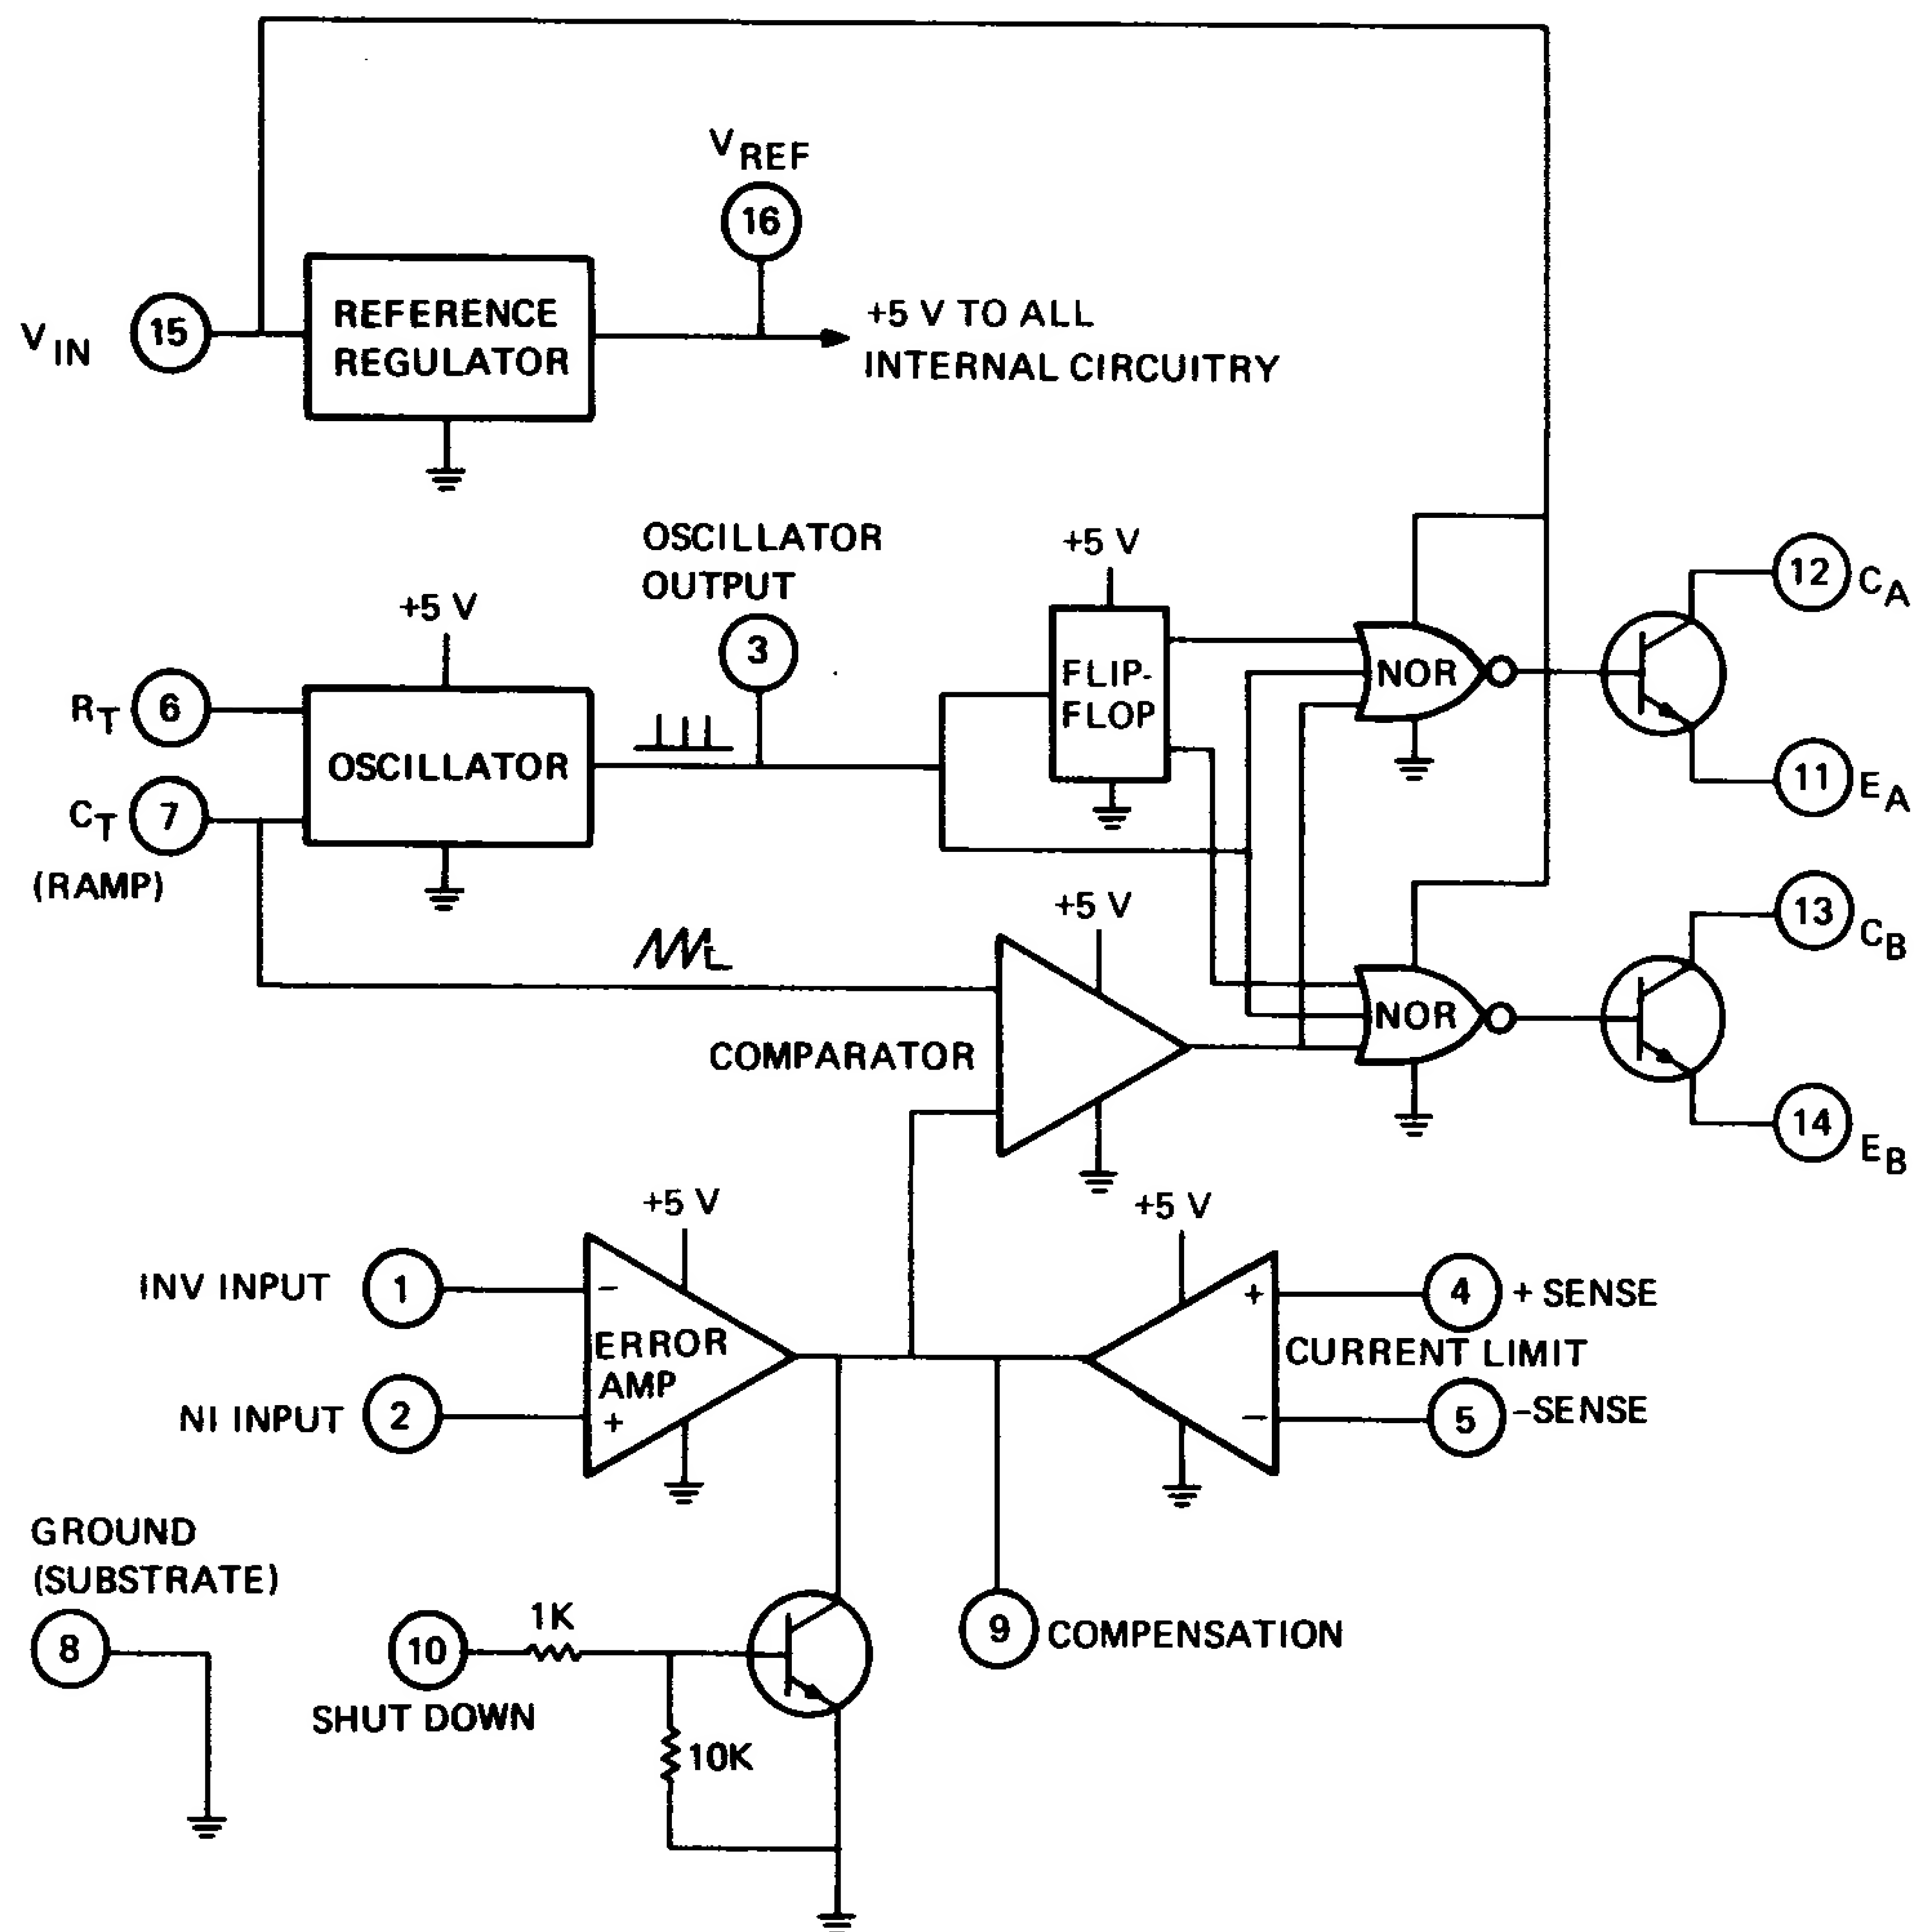 V REF
16
V IN
15
REFERENCE
REGULATOR
+5 V TO ALL
INTERNAL CIRCUITRY
OSCILLATOR
OUTPUT
3
+5 V
+5 V
R T
6
OSCILLATOR
C T
7
(RAMP)
FLIP-
FLOP
NOR
12
C A
11
E A
+5 V
COMPARATOR
NOR
13
C B
14
E B
+5 V
+5 V
INV INPUT
1
−
ERROR
AMP
NI INPUT
2
+
+
4
+ SENSE
CURRENT LIMIT
−
5
−SENSE
GROUND
(SUBSTRATE)
8
10
1K
SHUT DOWN
10K
9
COMPENSATION